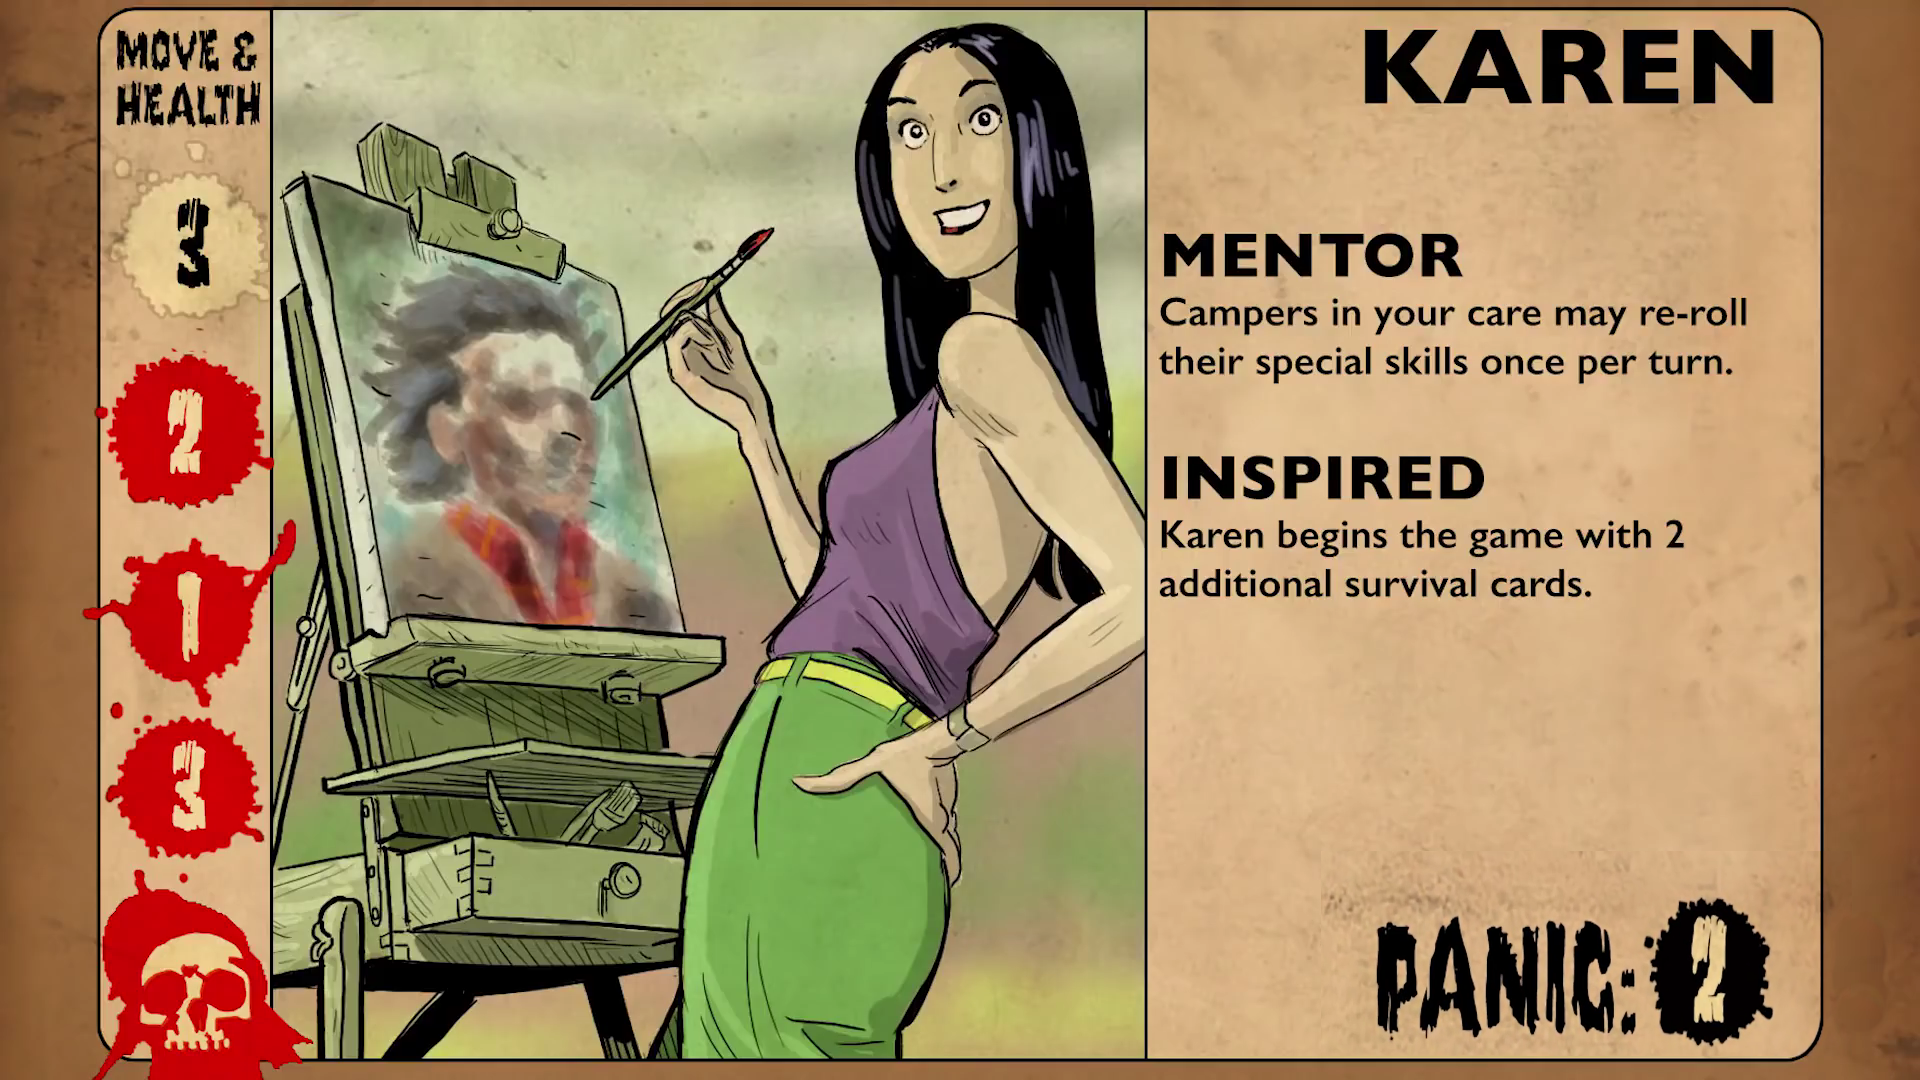 MOVE &
HEALTH
3
2
1
3
KAREN
MENTOR
Campers in your care may re-roll
their special skills once per turn.
INSPIRED
Karen begins the game with 2
additional survival cards.
PANIC: 2